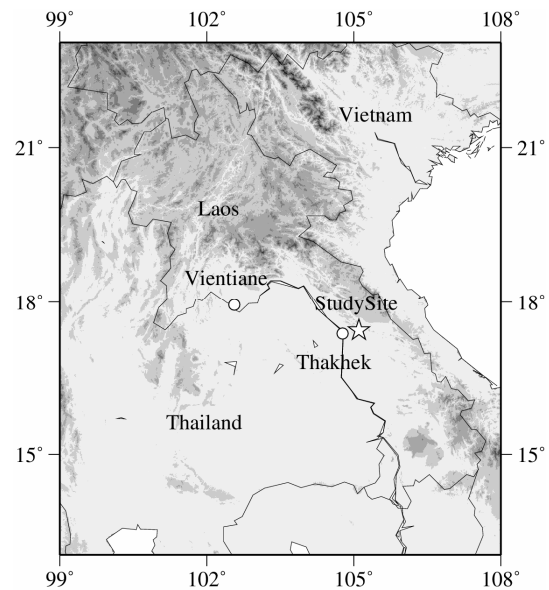 99° 102° 105° 108°
Vietnam
21° 21°
Laos
Vientiane
18° StudySite 18°
Thakhek
Thailand
15° 15°
99° 102° 105° 108°